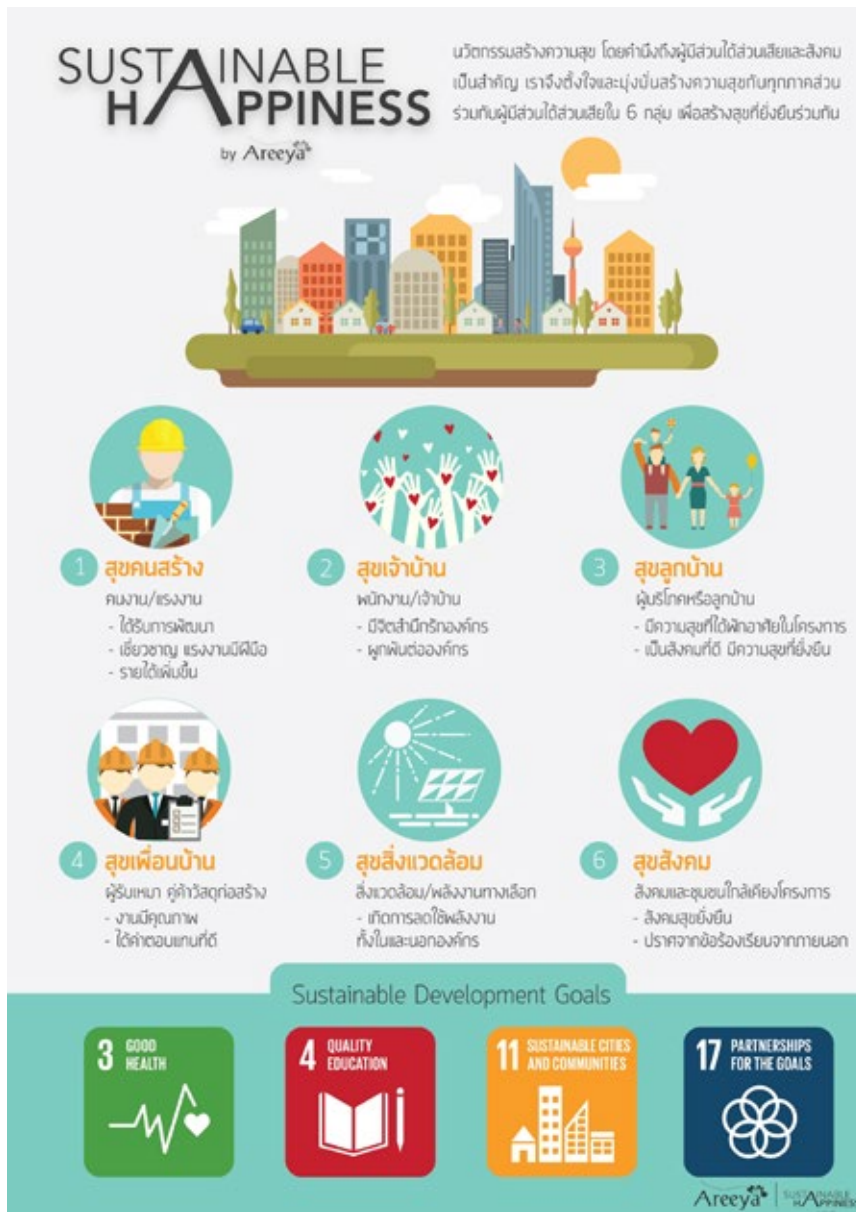 SUSTAINABLE
HAPPINESS
by Areeya
นวัตกรรมสร้างความสุข โดยคำนึงถึงผู้มีส่วนได้ส่วนเสียและสังคม
เป็นสำคัญ เราจึงตั้งใจและมุ่งมั่นสร้างความสุขกับทุกภาคส่วน
ร่วมกับผู้มีส่วนได้ส่วนเสียใน 6 กลุ่ม เพื่อสร้างสุขที่ยั่งยืนร่วมกัน
1 สุขคนสร้าง
คนงาน/แรงงาน
- ได้รับการพัฒนา
- เชี่ยวชาญ แรงงานมีฝีมือ
- รายได้เพิ่มขึ้น
2 สุขเจ้าบ้าน
พนักงาน/เจ้าบ้าน
- มีจิตสำนึกรักองค์กร
- ผูกพันต่อองค์กร
3 สุขลูกบ้าน
ผู้บริโภคหรือลูกบ้าน
- มีความสุขที่ได้พักอาศัยในโครงการ
- เป็นสังคมที่ดี มีความสุขที่ยั่งยืน
4 สุขเพื่อนบ้าน
ผู้รับเหมา คู่ค้าวัสดุก่อสร้าง
- งานมีคุณภาพ
- ได้ค่าตอบแทนที่ดี
5 สุขสิ่งแวดล้อม
สิ่งแวดล้อม/พลังงานทางเลือก
- เกิดการลดใช้พลังงาน
ทั้งในและนอกองค์กร
6 สุขสังคม
สังคมและชุมชนใกล้เคียงโครงการ
- สังคมสุขยั่งยืน
- ปราศจากข้อร้องเรียนจากภายนอก
Sustainable Development Goals
3 GOOD
HEALTH
4 QUALITY
EDUCATION
11 SUSTAINABLE CITIES
AND COMMUNITIES
17 PARTNERSHIPS
FOR THE GOALS
Areeya SUSTAINABLE
HAPPINESS